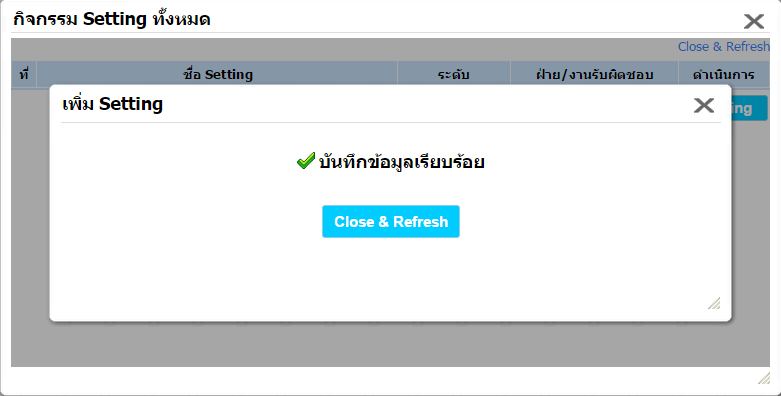 กิจกรรม Setting ทั้งหมด
Close & Refresh
ที่ ชื่อ Setting ระดับ ฝ่าย/งานรับผิดชอบ ดำเนินการ
เพิ่ม Setting
บันทึกข้อมูลเรียบร้อย
Close & Refresh